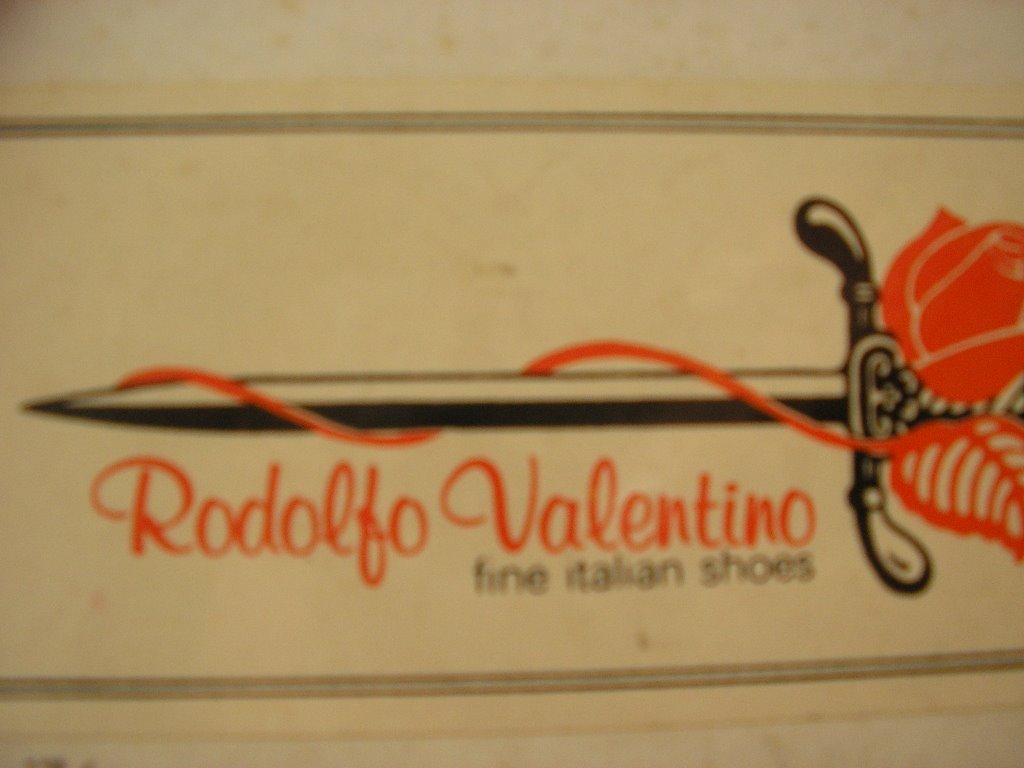 Rodolfo Valentino
fine italian shoes